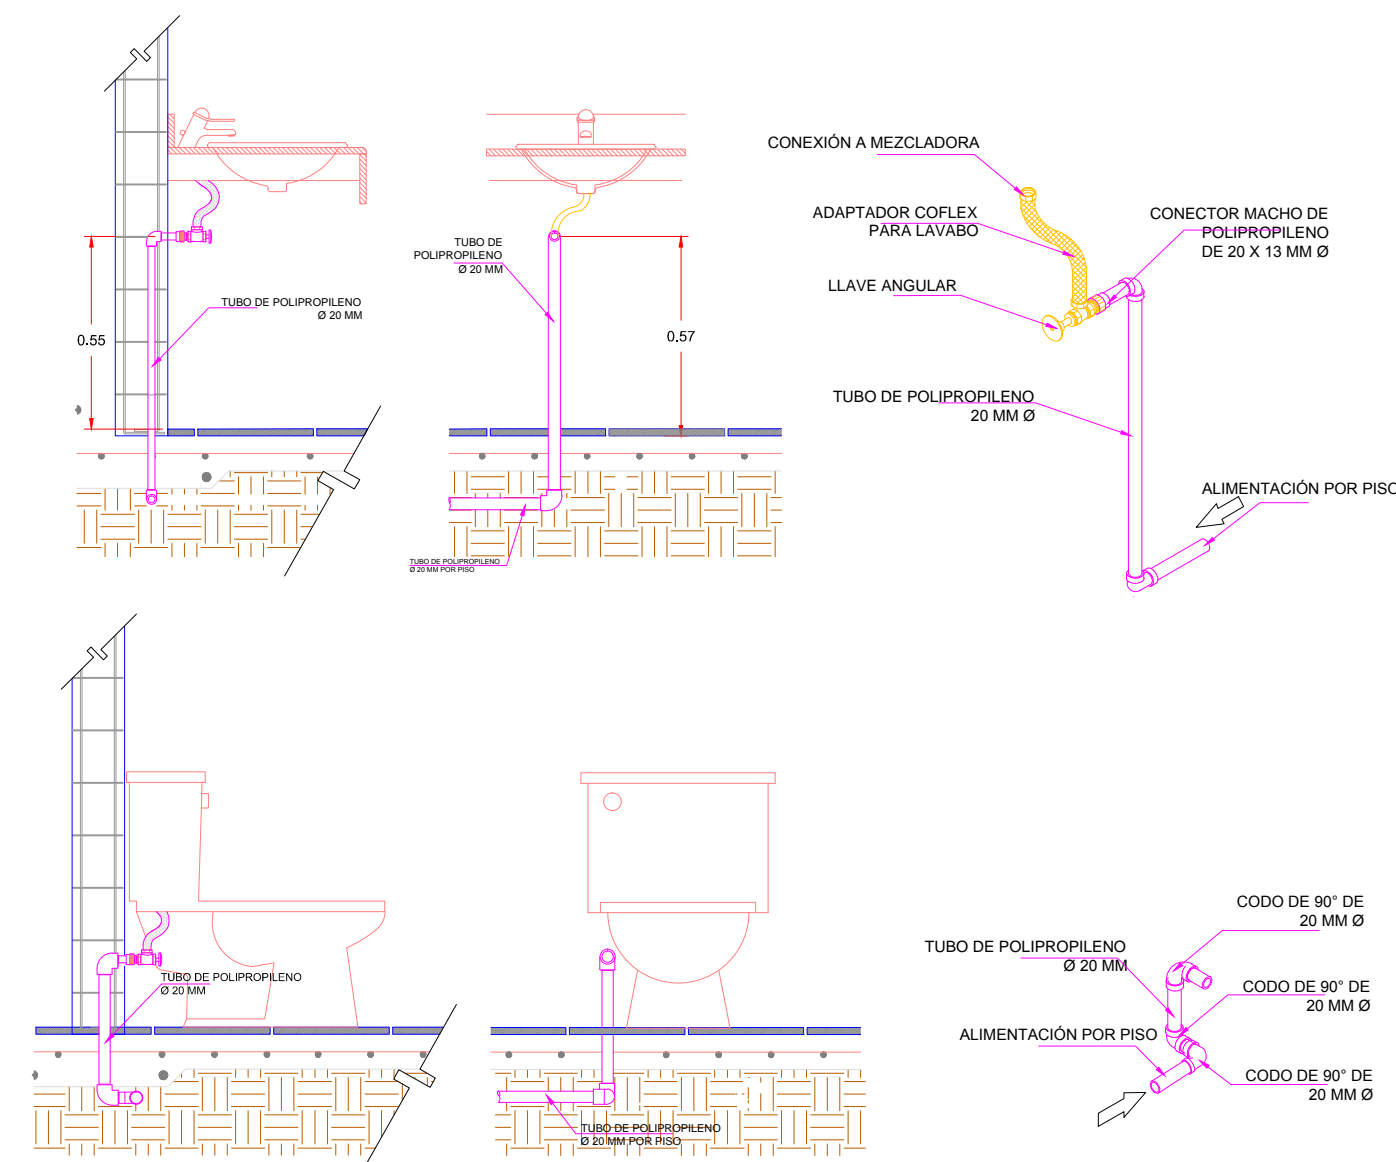 CONEXIÓN A MEZCLADORA
ADAPTADOR COFLEX
PARA LAVABO
CONECTOR MACHO DE
POLIPROPILENO
DE 20 X 13 MM Ø
TUBO DE
POLIPROPILENO
Ø 20 MM
LLAVE ANGULAR
TUBO DE POLIPROPILENO
Ø 20 MM
0.55
0.57
TUBO DE POLIPROPILENO
20 MM Ø
ALIMENTACIÓN POR PISO
TUBO DE POLIPROPILENO
Ø 20 MM POR PISO
CODO DE 90° DE
20 MM Ø
TUBO DE POLIPROPILENO
Ø 20 MM
TUBO DE POLIPROPILENO
Ø 20 MM
CODO DE 90° DE
20 MM Ø
ALIMENTACIÓN POR PISO
CODO DE 90° DE
20 MM Ø
TUBO DE POLIPROPILENO
Ø 20 MM POR PISO